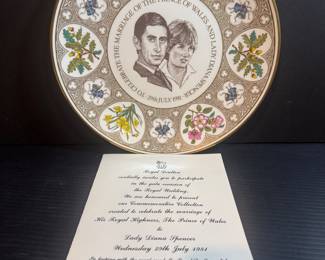 TO CELEBRATE THE MARRIAGE OF THE PRINCE OF WALES AND LADY DIANA SPENCER
29th JULY 1981
Royal Doulton
cordially invites you to participate
in the gala occasion of
the Royal Wedding.
We are honoured to present
our Commemorative Collection
created to celebrate the marriage of
His Royal Highness, The Prince of Wales
&
Lady Diana Spencer
Wednesday 29th July 1981